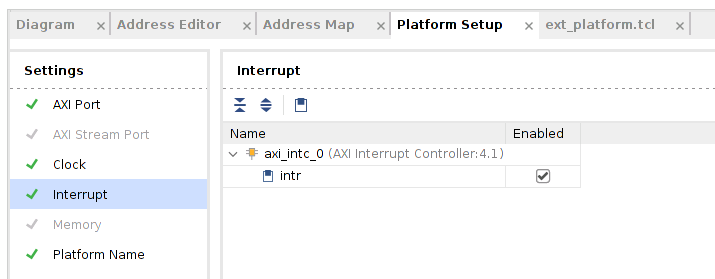 Diagram × Address Editor × Address Map × Platform Setup × ext_platform.tcl ×
Settings
AXI Port
AXI Stream Port
Clock
Interrupt
Memory
Platform Name
Interrupt
Name Enabled
axi_intc_0 (AXI Interrupt Controller:4.1)
intr